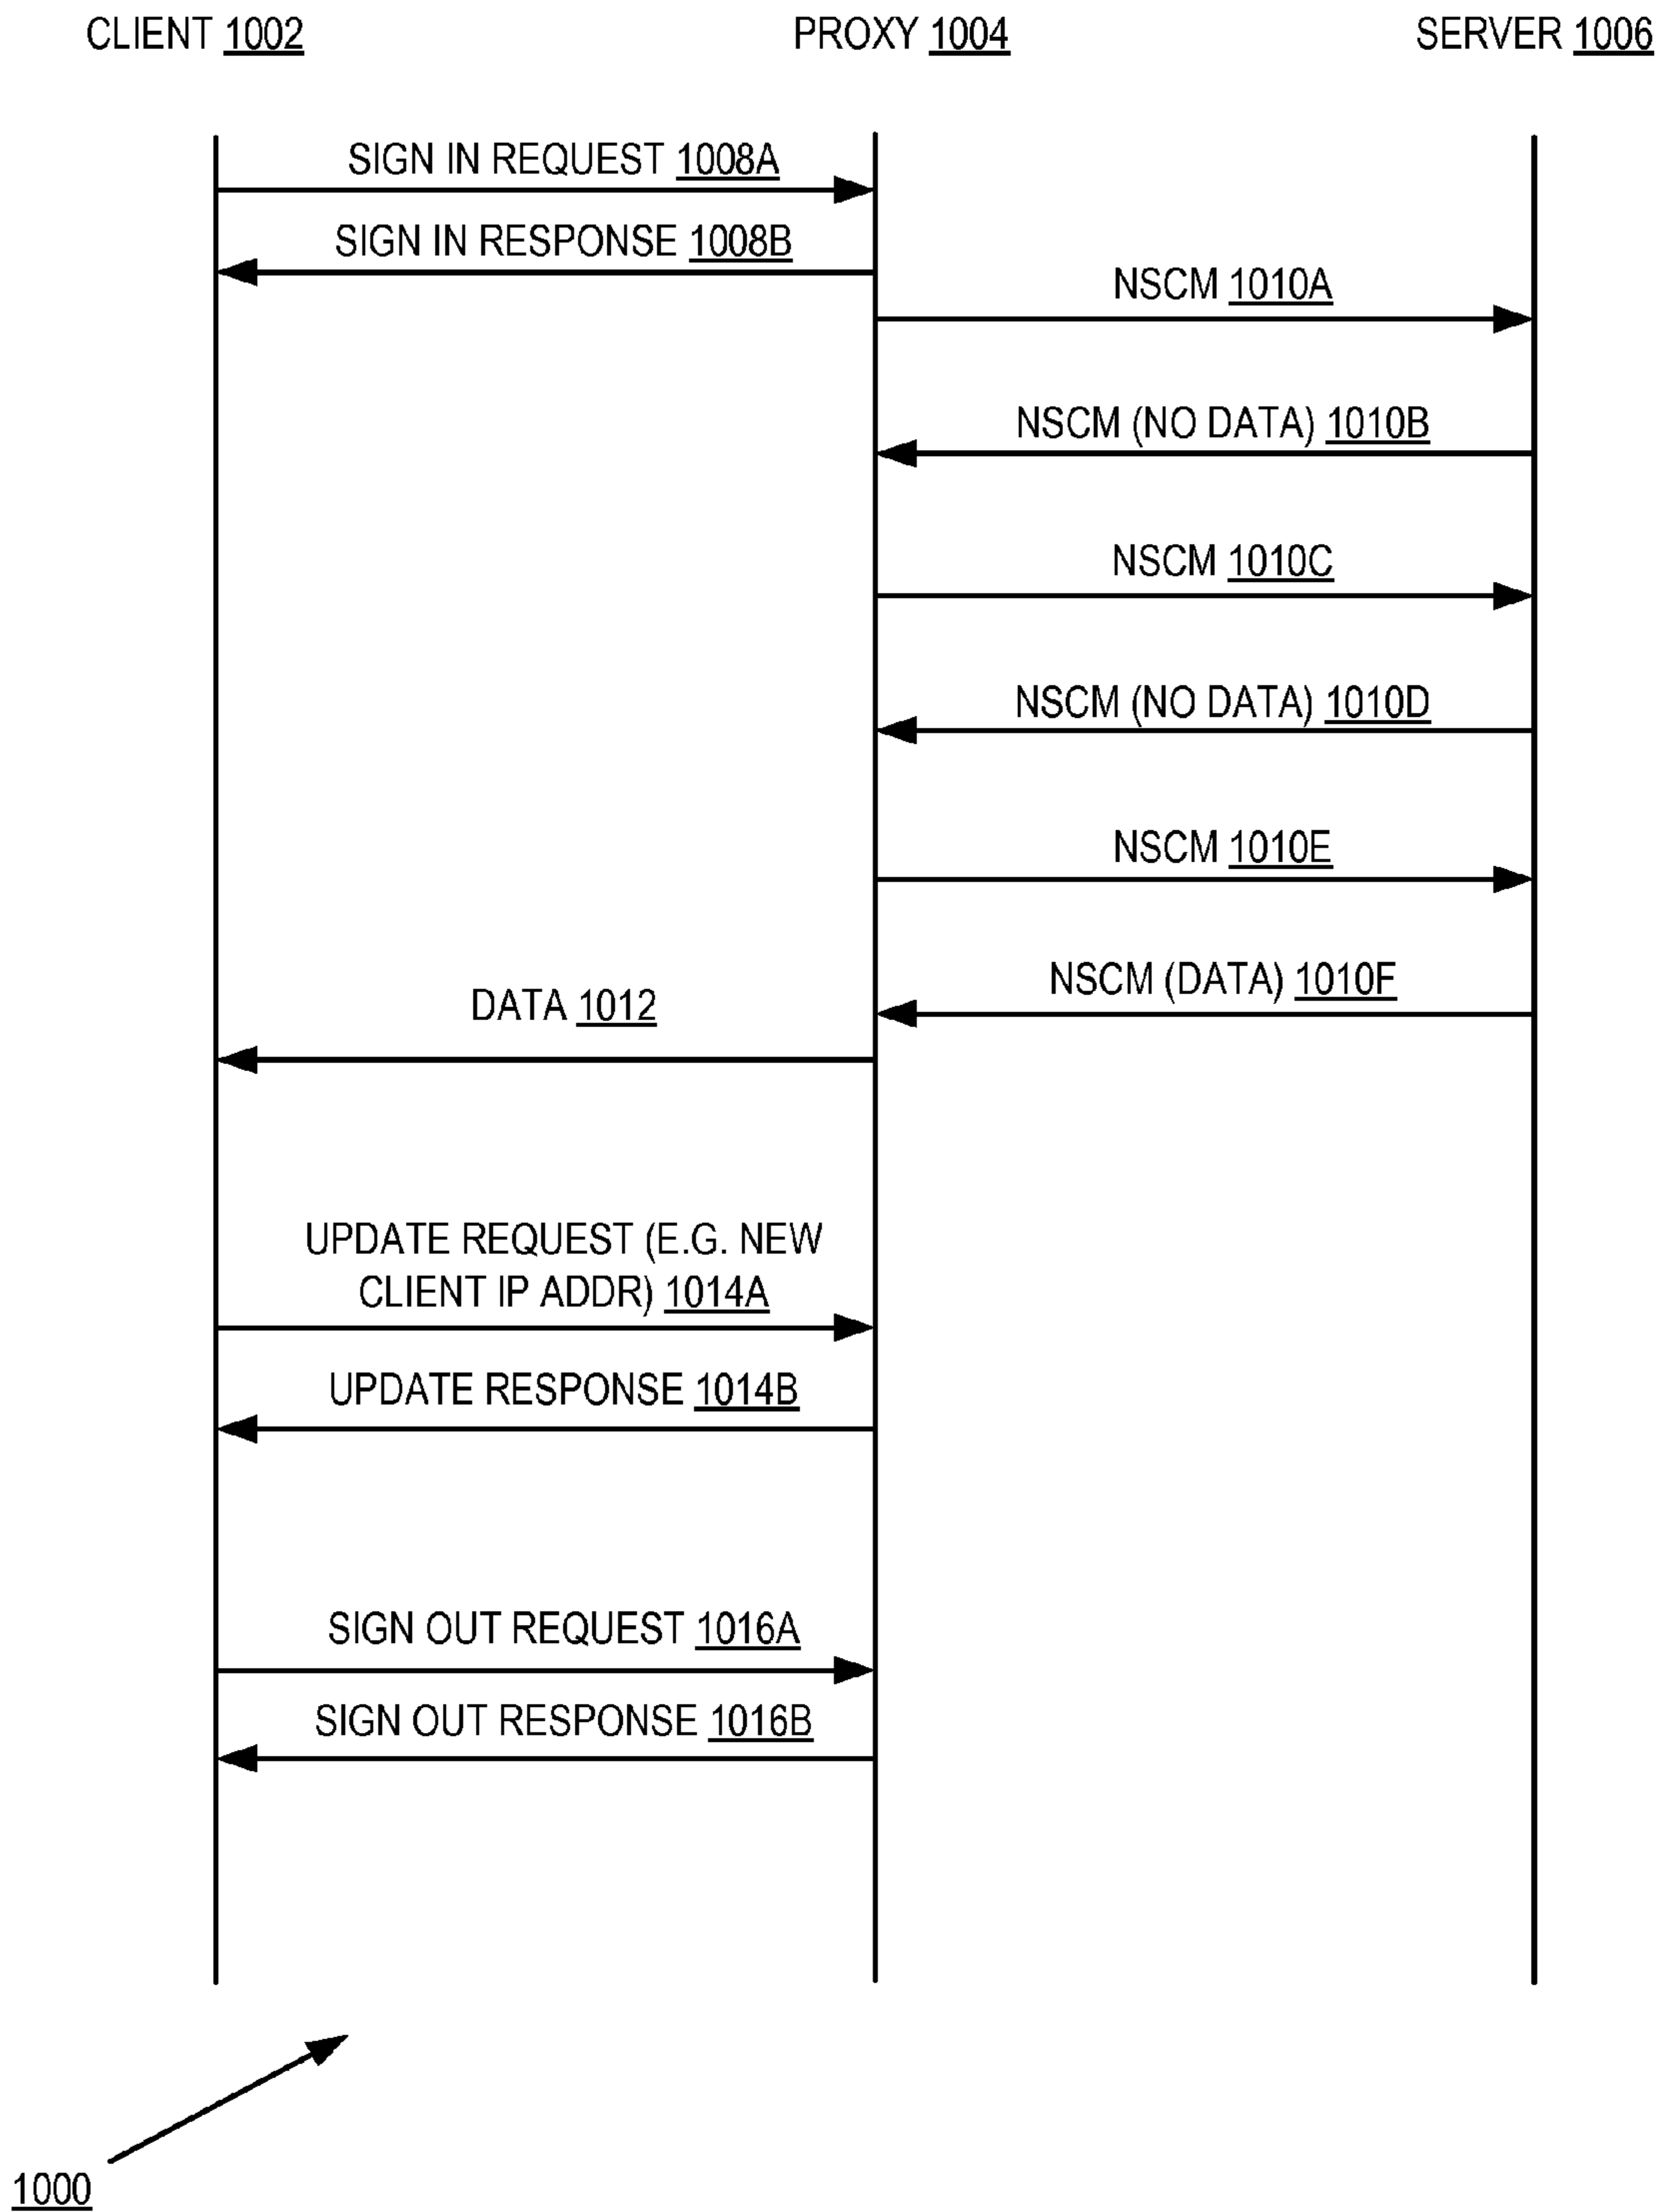 CLIENT 1002 PROXY 1004 SERVER 1006
SIGN IN REQUEST 1008A
SIGN IN RESPONSE 1008B
NSCM 1010A
NSCM (NO DATA) 1010B
NSCM 1010C
NSCM (NO DATA) 1010D
NSCM 1010E
NSCM (DATA) 1010F
DATA 1012
UPDATE REQUEST (E.G. NEW
CLIENT IP ADDR) 1014A
UPDATE RESPONSE 1014B
SIGN OUT REQUEST 1016A
SIGN OUT RESPONSE 1016B
1000